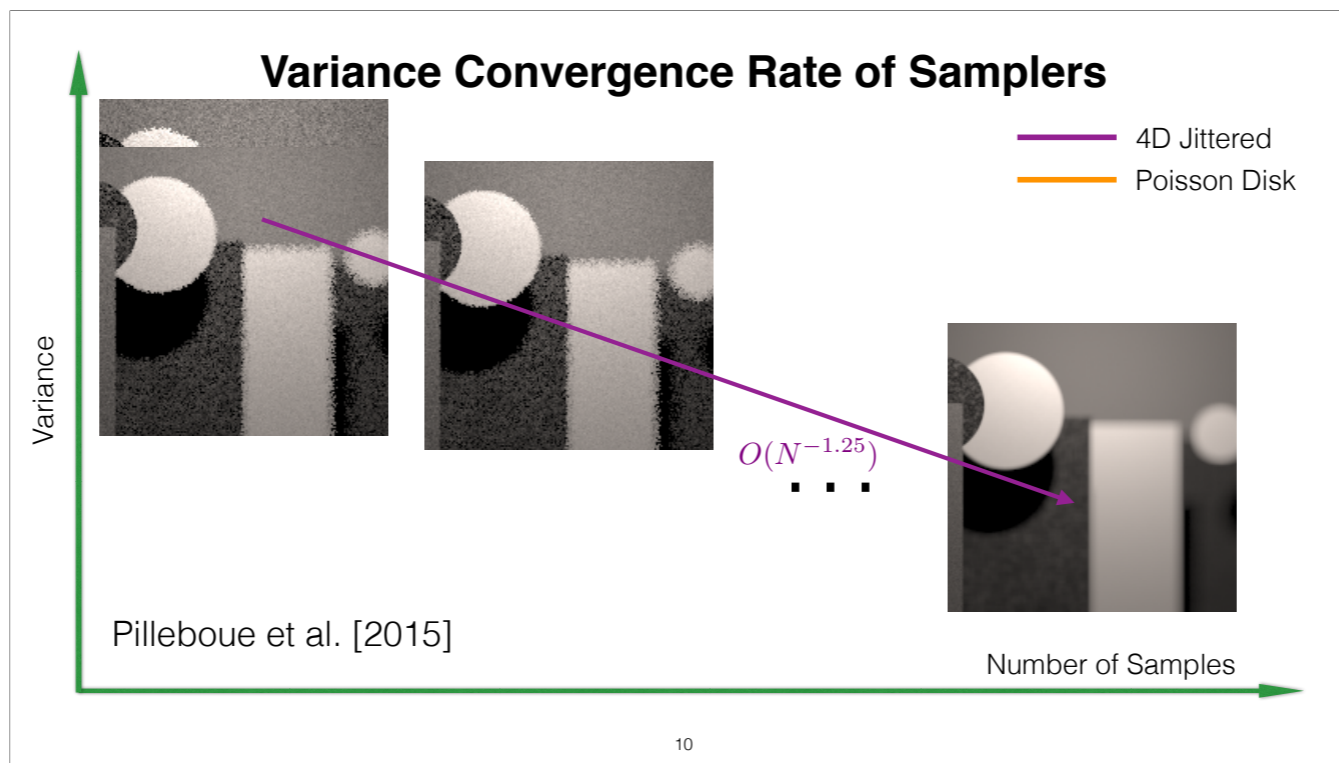 Variance Convergence Rate of Samplers
4D Jittered
Poisson Disk
Variance
O(N^{-1.25})
. . .
Pilleboue et al. [2015]
Number of Samples
10